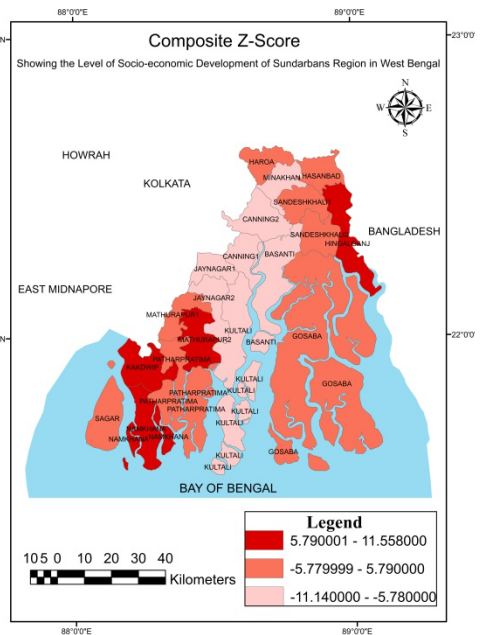 88°0'0"E
89°0'0"E
23°0'0"
N
Composite Z-Score
Showing the Level of Socio-economic Development of Sundarbans Region in West Bengal
N
W
E
S
HOWRAH
KOLKATA
HAROA
MINAKHAN
HASANBAD
SANDESHKHALI1
CANNING2
SANDESHKHALI2
BANGLADESH
HINGALGANJ
CANNING1
BASANTI
JAYNAGAR1
EAST MIDNAPORE
JAYNAGAR2
MATHURAPUR1
KULTALI
MATHURAPUR2
BASANTI
GOSABA
22°0'0"
N
PATHARPRATIMA
KAKDWIP
KULTALI
KULTALI
GOSABA
PATHARPRATIMA
PATHARPRATIMA
PATHARPRATIMA
KULTALI
SAGAR
KULTALI
NAMKHANA
NAMKHANA
NAMKHANA
GOSABA
KULTALI
KULTALI
BAY OF BENGAL
Legend
5.790001 - 11.558000
-5.779999 - 5.790000
-11.140000 - -5.780000
10 5 0 10 20 30 40
Kilometers
88°0'0"E
89°0'0"E